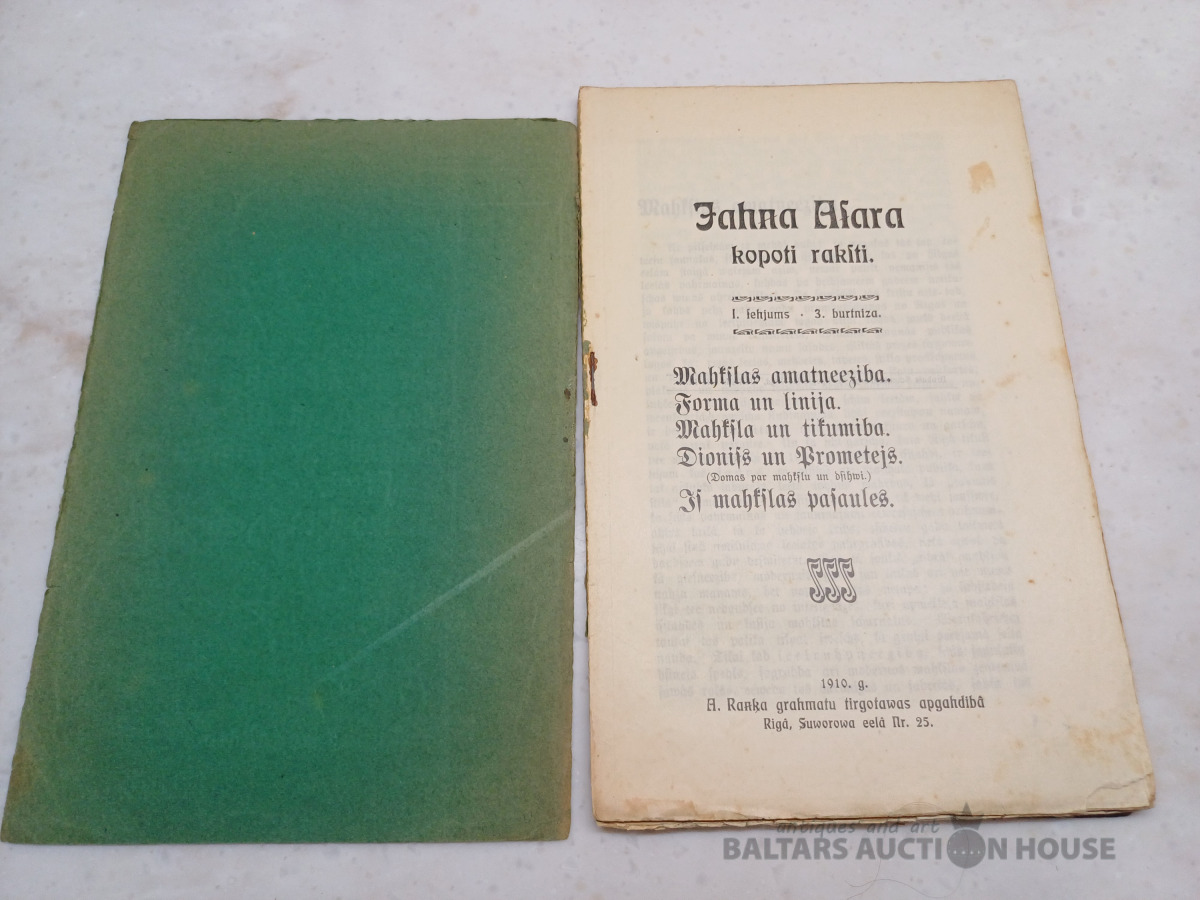 Jahna Aſara
kopoti rakſti.
I. ſehjums · 3. burtniza.
Mahkſlas amatneeziba.
Forma un linija.
Mahkſla un tikumiba.
Dioniſs un Prometejs.
(Domas par mahkſlu un dſihwi.)
Iſ mahkſlas paſaules.
1910. g.
A. Ranka grahmatu tirgotawas apgahdibâ
Rigâ, Suworowa eelâ Nr. 25.
antiques and art
BALTARS AUCTION HOUSE